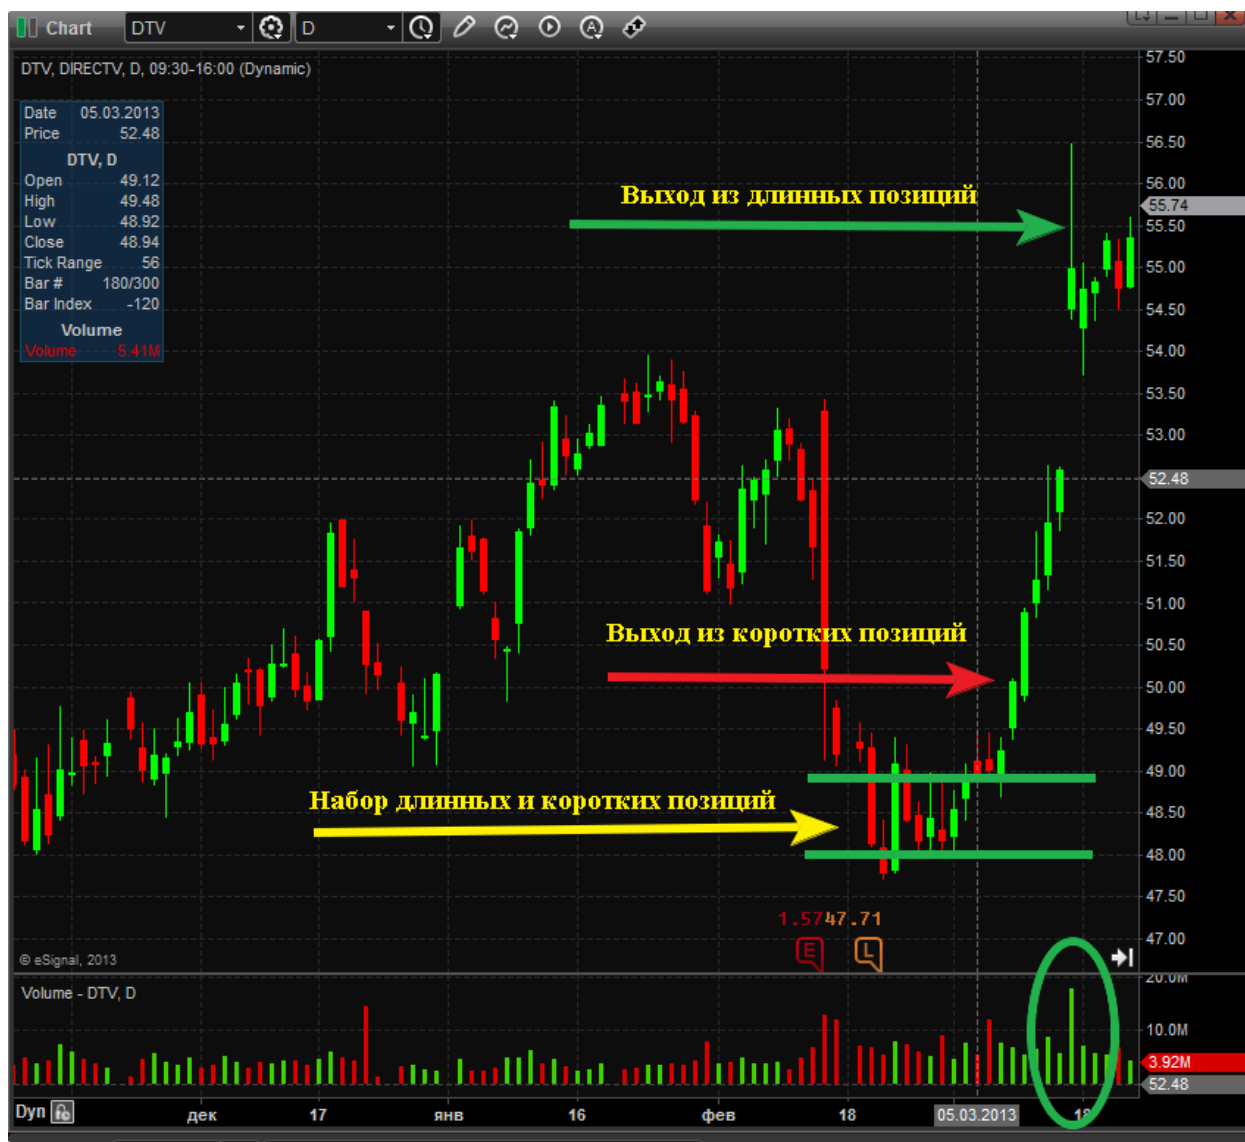 Chart DTV D
DTV, DIRECTV, D, 09:30-16:00 (Dynamic)
Date 05.03.2013
Price 52.48
DTV, D
Open 49.12
High 49.48
Low 48.92
Close 48.94
Tick Range 56
Bar # 180/300
Bar Index -120
Volume
Volume 5.41M
57.50
57.00
56.50
56.00
55.74
55.50
55.00
54.50
54.00
53.50
53.00
52.48
52.00
51.50
51.00
50.50
50.00
49.50
49.00
48.50
48.00
47.50
47.00
Выход из длинных позиций
Выход из коротких позиций
Набор длинных и коротких позиций
1.57 47.71
E L
© eSignal, 2013
Volume - DTV, D
20.0M
10.0M
3.92M
52.48
Dyn дек 17 янв 16 фев 18 05.03.2013 18